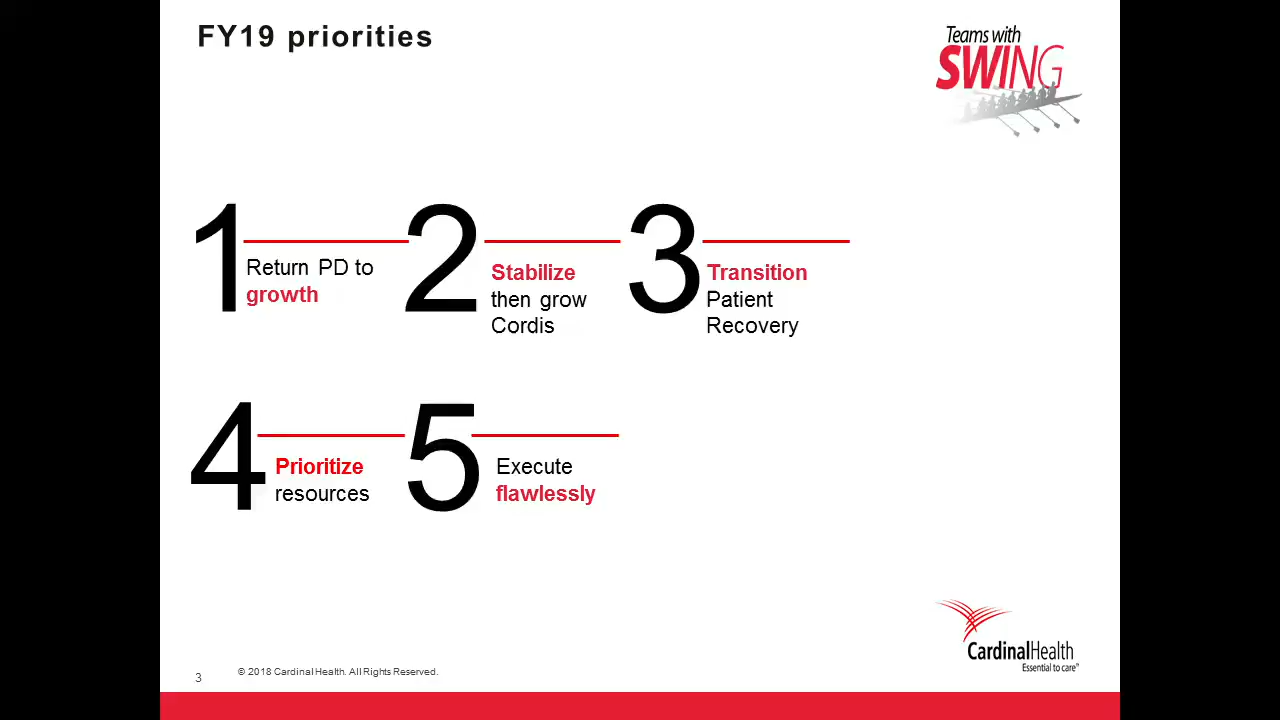 FY19 priorities
Teams with
SWING
1
Return PD to
growth
2
Stabilize
then grow
Cordis
3
Transition
Patient
Recovery
4
Prioritize
resources
5
Execute
flawlessly
CardinalHealth
Essential to care™
3
© 2018 Cardinal Health. All Rights Reserved.